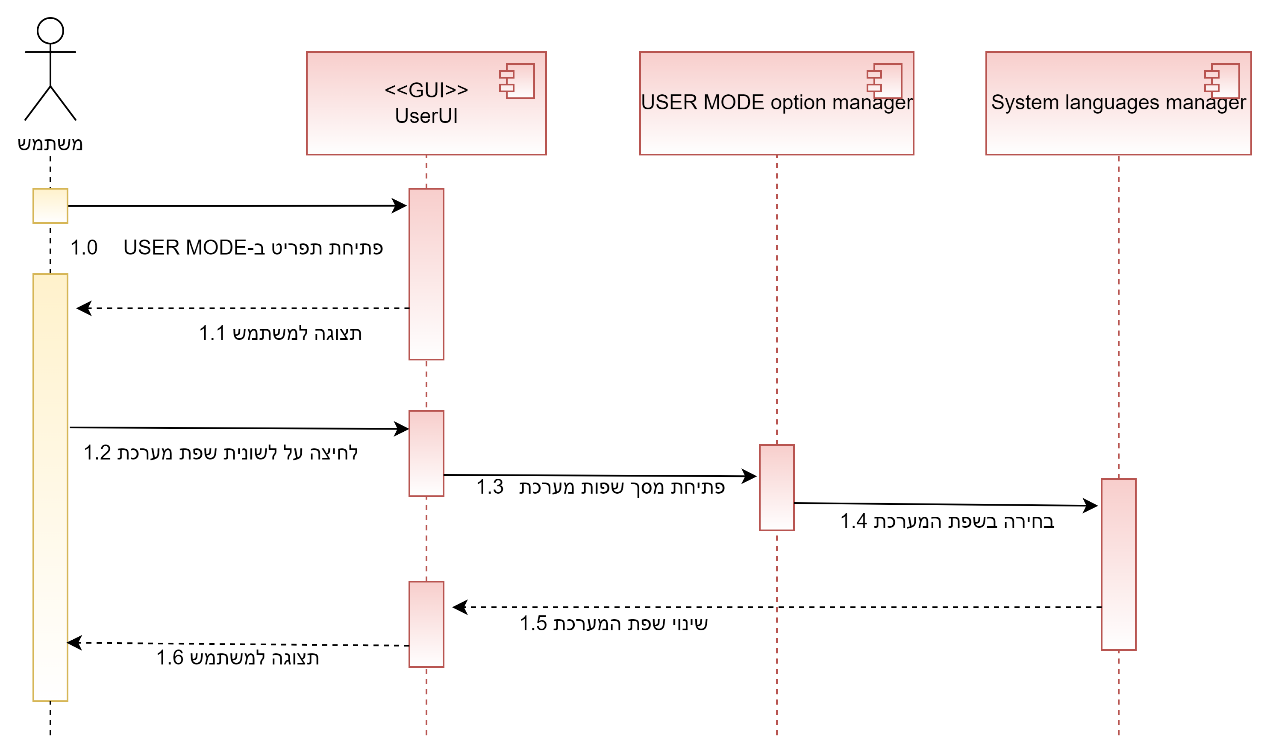 <<GUI>>
UserUI
USER MODE option manager
System languages manager
משתמש
1.0 פתיחת תפריט ב-USER MODE
1.1 תצוגה למשתמש
1.2 לחיצה על לשונית שפת מערכת
1.3 פתיחת מסך שפות מערכת
1.4 בחירה בשפת המערכת
1.5 שינוי שפת המערכת
1.6 תצוגה למשתמש